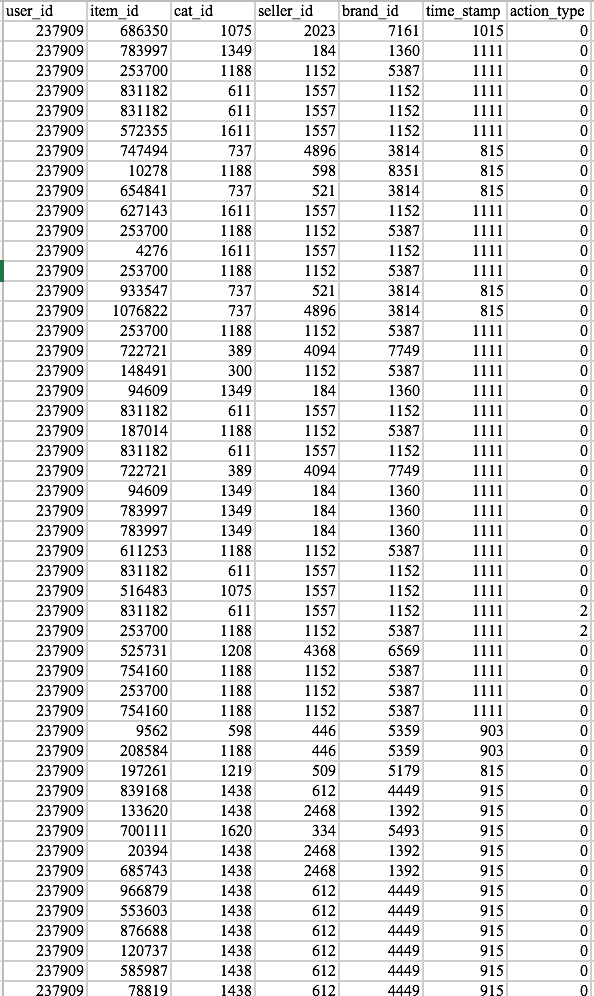 user_id item_id cat_id seller_id brand_id time_stamp action_type
237909 686350 1075 2023 7161 1015 0
237909 783997 1349 184 1360 1111 0
237909 253700 1188 1152 5387 1111 0
237909 831182 611 1557 1152 1111 0
237909 831182 611 1557 1152 1111 0
237909 572355 1611 1557 1152 1111 0
237909 747494 737 4896 3814 815 0
237909 10278 1188 598 8351 815 0
237909 654841 737 521 3814 815 0
237909 627143 1611 1557 1152 1111 0
237909 253700 1188 1152 5387 1111 0
237909 4276 1611 1557 1152 1111 0
237909 253700 1188 1152 5387 1111 0
237909 933547 737 521 3814 815 0
237909 1076822 737 4896 3814 815 0
237909 253700 1188 1152 5387 1111 0
237909 722721 389 4094 7749 1111 0
237909 148491 300 1152 5387 1111 0
237909 94609 1349 184 1360 1111 0
237909 831182 611 1557 1152 1111 0
237909 187014 1188 1152 5387 1111 0
237909 831182 611 1557 1152 1111 0
237909 722721 389 4094 7749 1111 0
237909 94609 1349 184 1360 1111 0
237909 783997 1349 184 1360 1111 0
237909 783997 1349 184 1360 1111 0
237909 611253 1188 1152 5387 1111 0
237909 831182 611 1557 1152 1111 0
237909 516483 1075 1557 1152 1111 0
237909 831182 611 1557 1152 1111 2
237909 253700 1188 1152 5387 1111 2
237909 525731 1208 4368 6569 1111 0
237909 754160 1188 1152 5387 1111 0
237909 253700 1188 1152 5387 1111 0
237909 754160 1188 1152 5387 1111 0
237909 9562 598 446 5359 903 0
237909 208584 1188 446 5359 903 0
237909 197261 1219 509 5179 815 0
237909 839168 1438 612 4449 915 0
237909 133620 1438 2468 1392 915 0
237909 700111 1620 334 5493 915 0
237909 20394 1438 2468 1392 915 0
237909 685743 1438 2468 1392 915 0
237909 966879 1438 612 4449 915 0
237909 553603 1438 612 4449 915 0
237909 876688 1438 612 4449 915 0
237909 120737 1438 612 4449 915 0
237909 585987 1438 612 4449 915 0
237909 78819 1438 612 4449 915 0